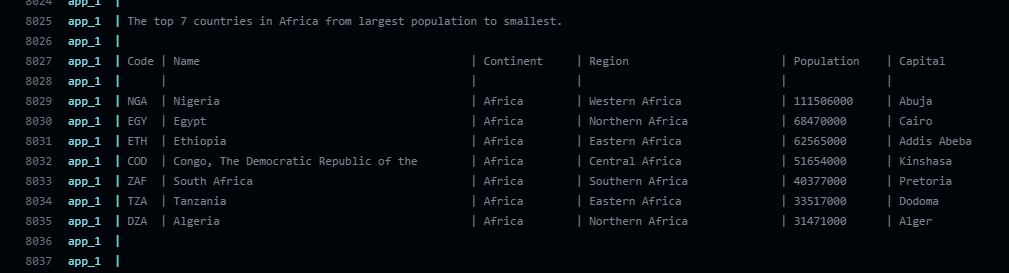 8024 app_1 |
8025 app_1 | The top 7 countries in Africa from largest population to smallest.
8026 app_1 |
8027 app_1 | Code | Name | Continent | Region | Population | Capital
8028 app_1 | | | | | |
8029 app_1 | NGA | Nigeria | Africa | Western Africa | 111506000 | Abuja
8030 app_1 | EGY | Egypt | Africa | Northern Africa | 68470000 | Cairo
8031 app_1 | ETH | Ethiopia | Africa | Eastern Africa | 62565000 | Addis Abeba
8032 app_1 | COD | Congo, The Democratic Republic of the | Africa | Central Africa | 51654000 | Kinshasa
8033 app_1 | ZAF | South Africa | Africa | Southern Africa | 40377000 | Pretoria
8034 app_1 | TZA | Tanzania | Africa | Eastern Africa | 33517000 | Dodoma
8035 app_1 | DZA | Algeria | Africa | Northern Africa | 31471000 | Alger
8036 app_1 |
8037 app_1 |